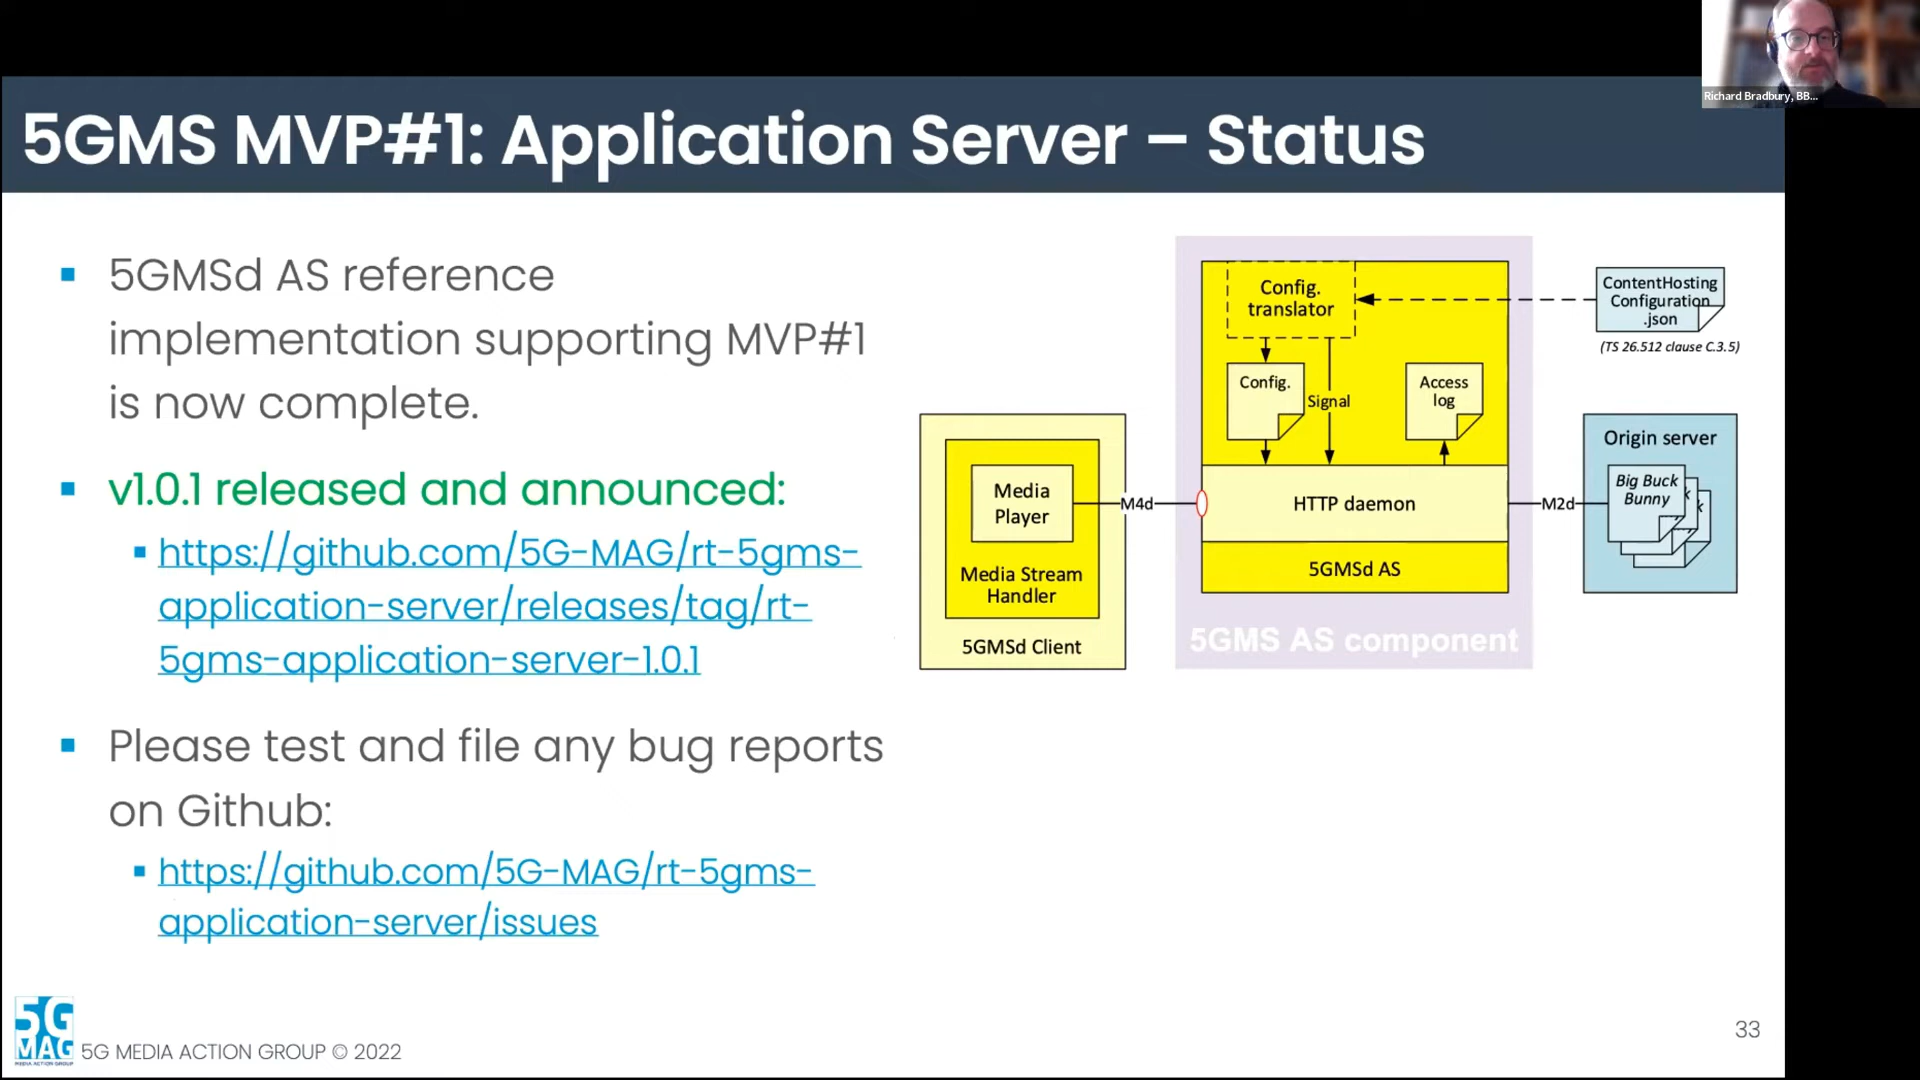 Richard Bradbury, BB...
5GMS MVP#1: Application Server – Status
5GMSd AS reference
implementation supporting MVP#1
is now complete.
v1.0.1 released and announced:
https://github.com/5G-MAG/rt-5gms-
application-server/releases/tag/rt-
5gms-application-server-1.0.1
Please test and file any bug reports
on Github:
https://github.com/5G-MAG/rt-5gms-
application-server/issues
Config.
translator
ContentHosting
Configuration
.json
(TS 26.512 clause C.3.5)
Config.
Signal
Access
log
Media
Player
Media Stream
Handler
5GMSd Client
M4d
HTTP daemon
5GMSd AS
5GMS AS component
M2d
Origin server
Big Buck
Bunny
k
k
5G
MAG
MEDIA ACTION GROUP
5G MEDIA ACTION GROUP © 2022
33